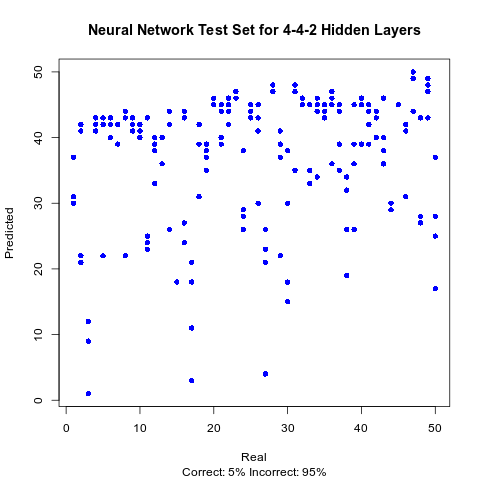 Neural Network Test Set for 4-4-2 Hidden Layers
Predicted
50
40
30
20
10
0
0 10 20 30 40 50
Real
Correct: 5% Incorrect: 95%